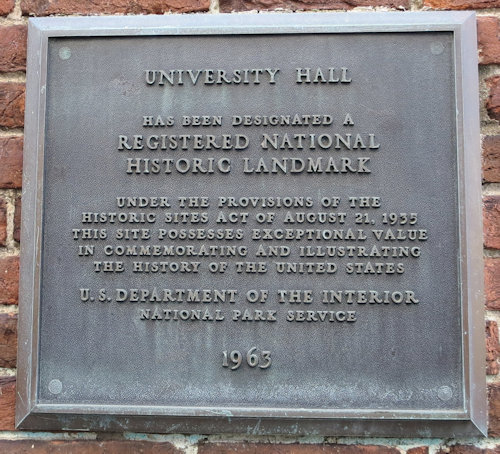 UNIVERSITY HALL
HAS BEEN DESIGNATED A
REGISTERED NATIONAL
HISTORIC LANDMARK
UNDER THE PROVISIONS OF THE
HISTORIC SITES ACT OF AUGUST 21, 1935
THIS SITE POSSESSES EXCEPTIONAL VALUE
IN COMMEMORATING AND ILLUSTRATING
THE HISTORY OF THE UNITED STATES
U.S. DEPARTMENT OF THE INTERIOR
NATIONAL PARK SERVICE
1963